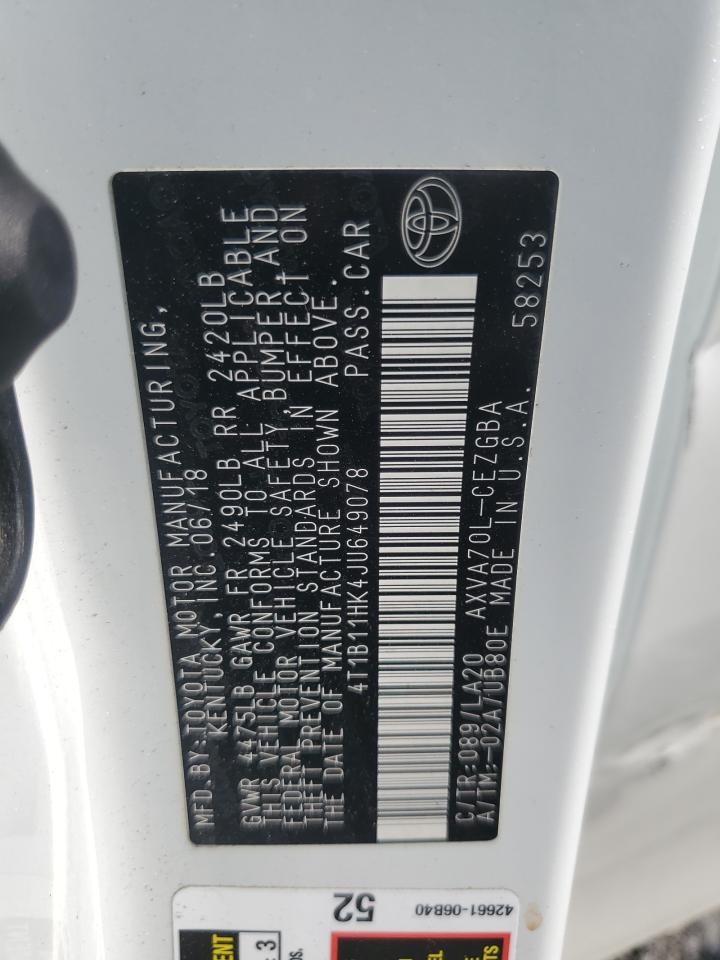 MFD.BY:TOYOTA MOTOR MANUFACTURING,
KENTUCKY, INC.06/18
GVWR 4475LB GAWR FR 2490LB RR 2420LB
THIS VEHICLE CONFORMS TO ALL APPLICABLE
FEDERAL MOTOR VEHICLE SAFETY,BUMPER,AND
THEFT PREVENTION STANDARDS IN EFFECT ON
THE DATE OF MANUFACTURE SHOWN ABOVE.
4T1B11HK4JU649078 PASS.CAR
C/TR:089/LA20 AXVA70L-CEZGBA
A/TM:-02A/UB80E MADE IN U.S.A. 58253
52
42661-06B40
3